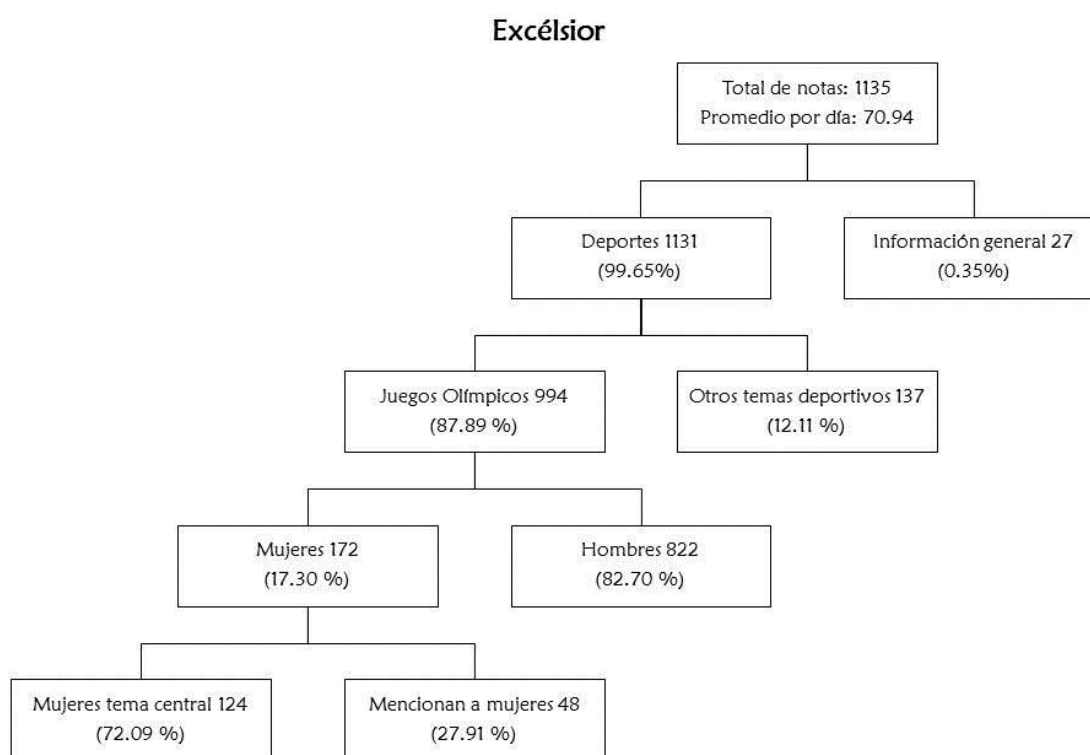 Excélsior
Total de notas: 1135
Promedio por día: 70.94
Deportes 1131
(99.65%)
Información general 27
(0.35%)
Juegos Olímpicos 994
(87.89 %)
Otros temas deportivos 137
(12.11 %)
Mujeres 172
(17.30 %)
Hombres 822
(82.70 %)
Mujeres tema central 124
(72.09 %)
Mencionan a mujeres 48
(27.91 %)